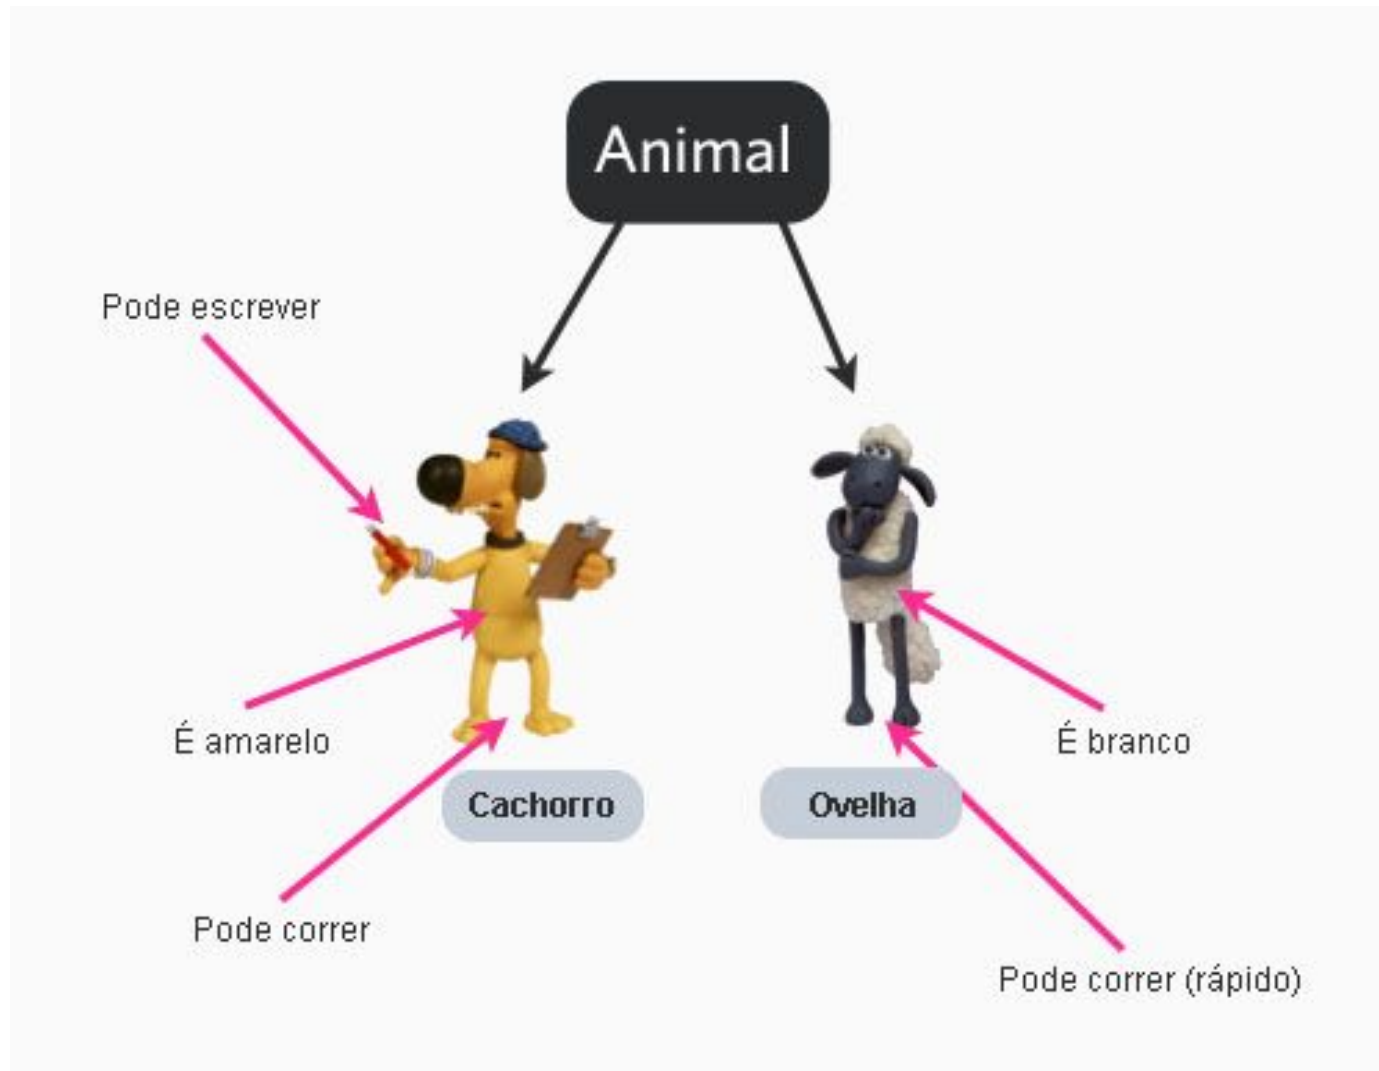 Animal
Pode escrever
É amarelo
É branco
Cachorro
Ovelha
Pode correr
Pode correr (rápido)